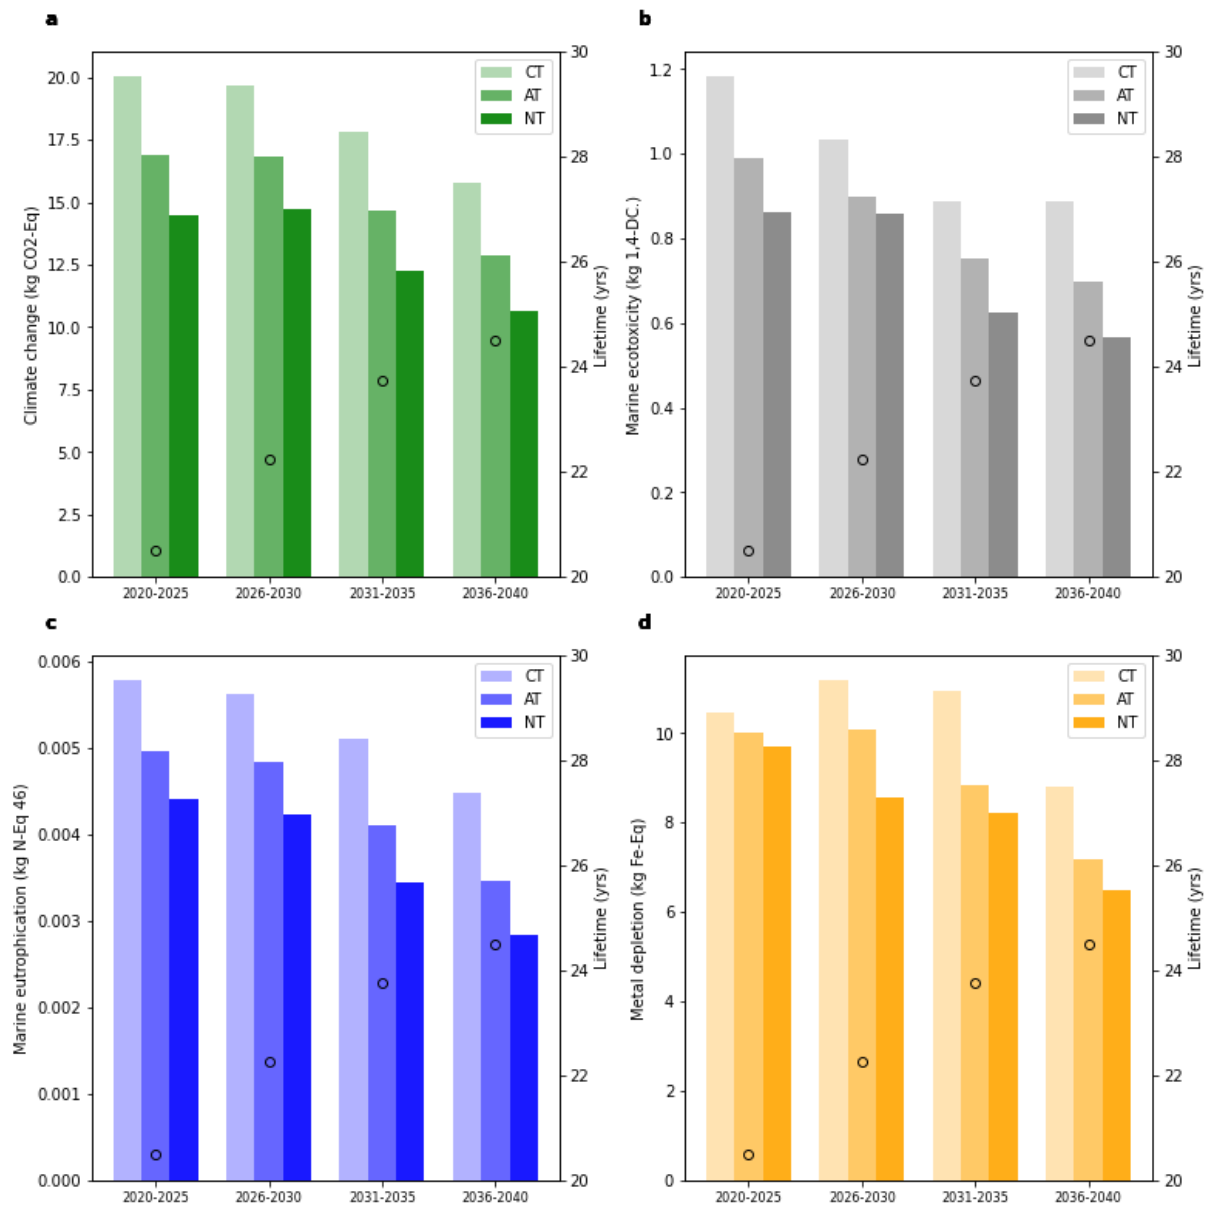 a
Climate change (kg CO2-Eq)
20.0
17.5
15.0
12.5
10.0
7.5
5.0
2.5
0.0
CT
AT
NT
30
28
26
24
22
20
Lifetime (yrs)
2020-2025 2026-2030 2031-2035 2036-2040
b
Marine ecotoxicity (kg 1,4-DC.)
1.2
1.0
0.8
0.6
0.4
0.2
0.0
CT
AT
NT
30
28
26
24
22
20
Lifetime (yrs)
2020-2025 2026-2030 2031-2035 2036-2040
c
Marine eutrophication (kg N-Eq 46)
0.006
0.005
0.004
0.003
0.002
0.001
0.000
CT
AT
NT
30
28
26
24
22
20
Lifetime (yrs)
2020-2025 2026-2030 2031-2035 2036-2040
d
Metal depletion (kg Fe-Eq)
10
8
6
4
2
0
CT
AT
NT
30
28
26
24
22
20
Lifetime (yrs)
2020-2025 2026-2030 2031-2035 2036-2040